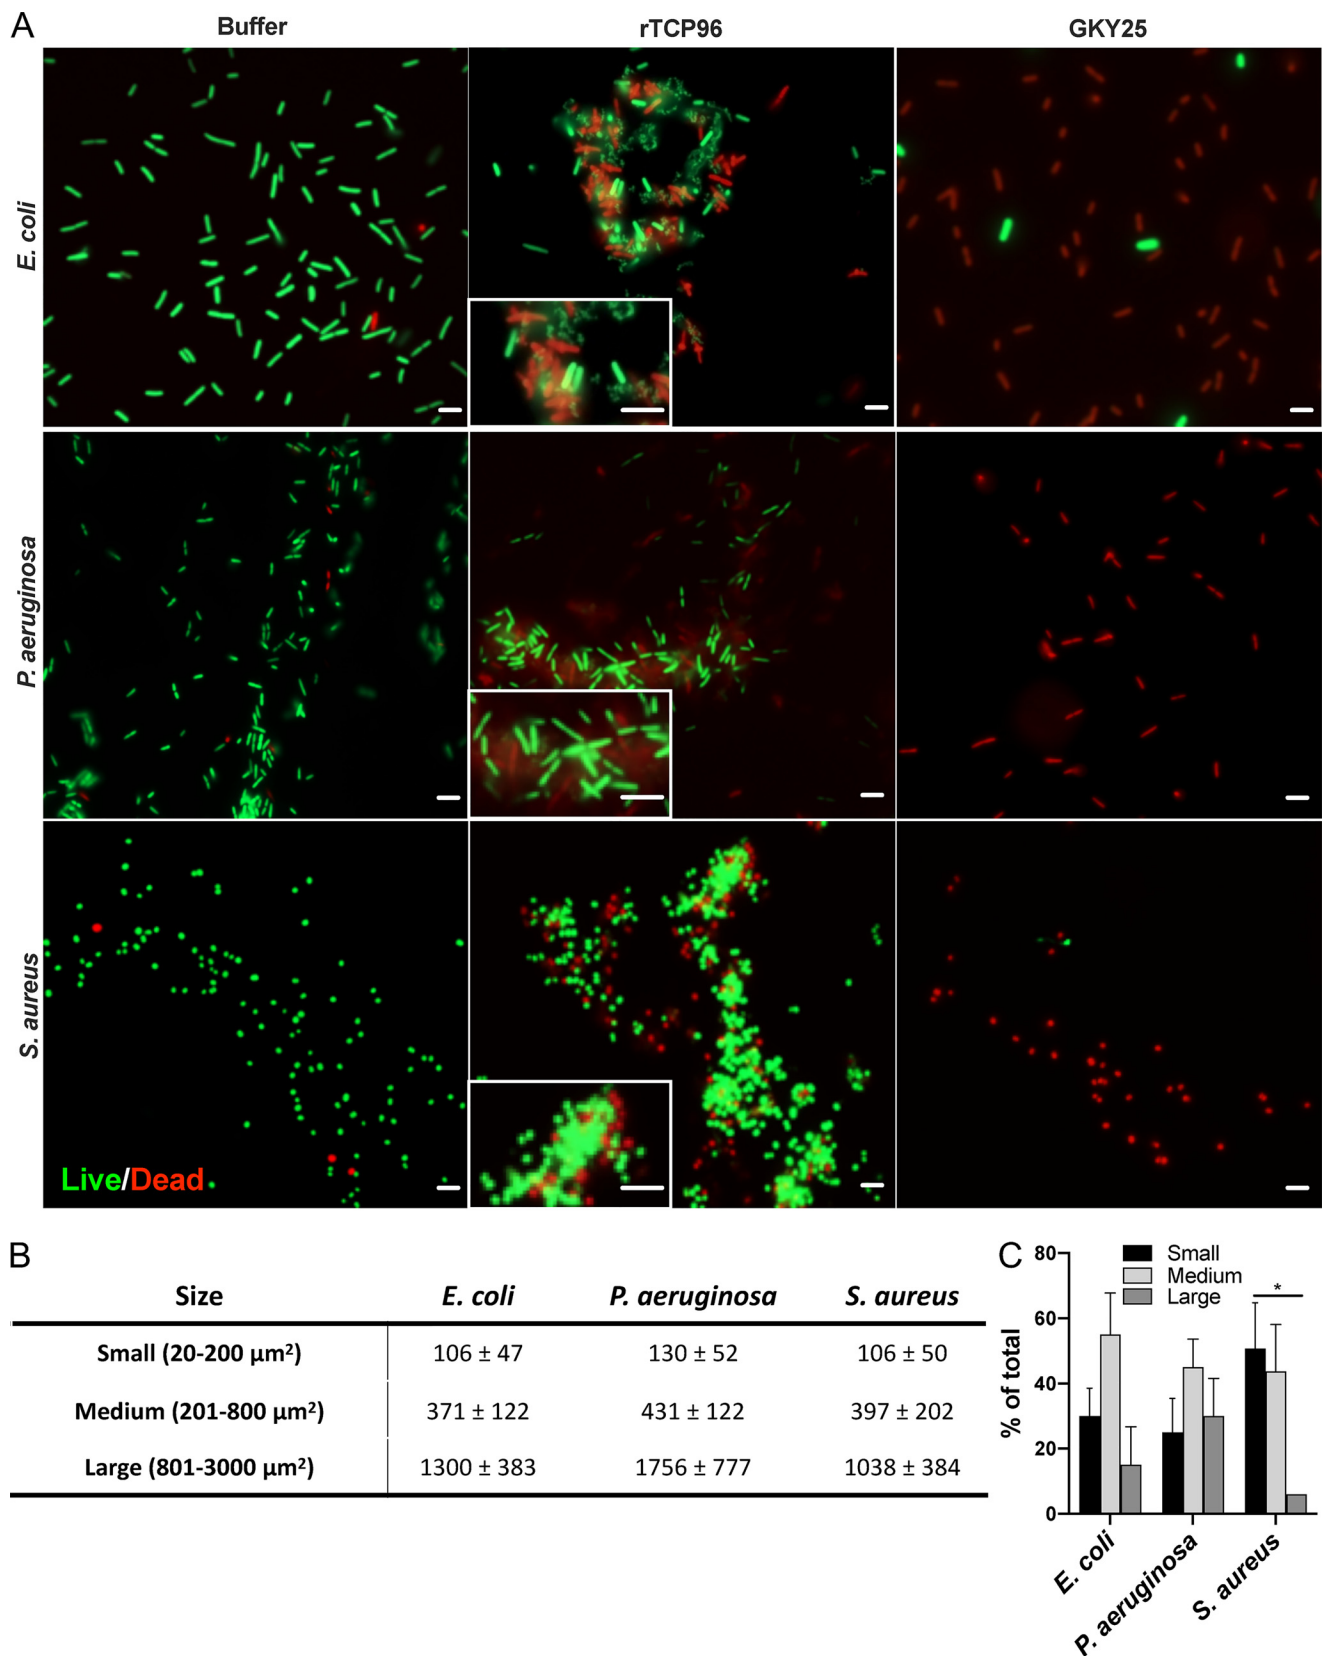 A
Buffer rTCP96 GKY25
E. coli
P. aeruginosa
S. aureus
Live/Dead
B
Size E. coli P. aeruginosa S. aureus
Small (20-200 µm²) 106 ± 47 130 ± 52 106 ± 50
Medium (201-800 µm²) 371 ± 122 431 ± 122 397 ± 202
Large (801-3000 µm²) 1300 ± 383 1756 ± 777 1038 ± 384
C
Small
Medium
Large
*
% of total
80
60
40
20
0
E. coli
P. aeruginosa
S. aureus